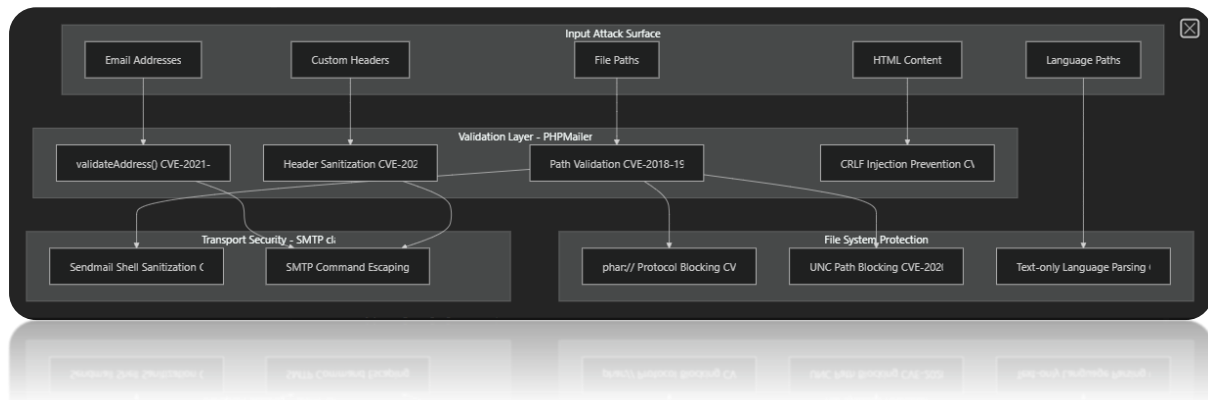 Input Attack Surface
Email Addresses
Custom Headers
File Paths
HTML Content
Language Paths
Validation Layer - PHPMailer
validateAddress() CVE-2021-
Header Sanitization CVE-202
Path Validation CVE-2018-19
CRLF Injection Prevention
Transport Security - SMTP
File System Protection
Sendmail Shell Sanitization
SMTP Command Escaping
phar:// Protocol Blocking CV
UNC Path Blocking CVE-202
Text-only Language Parsing